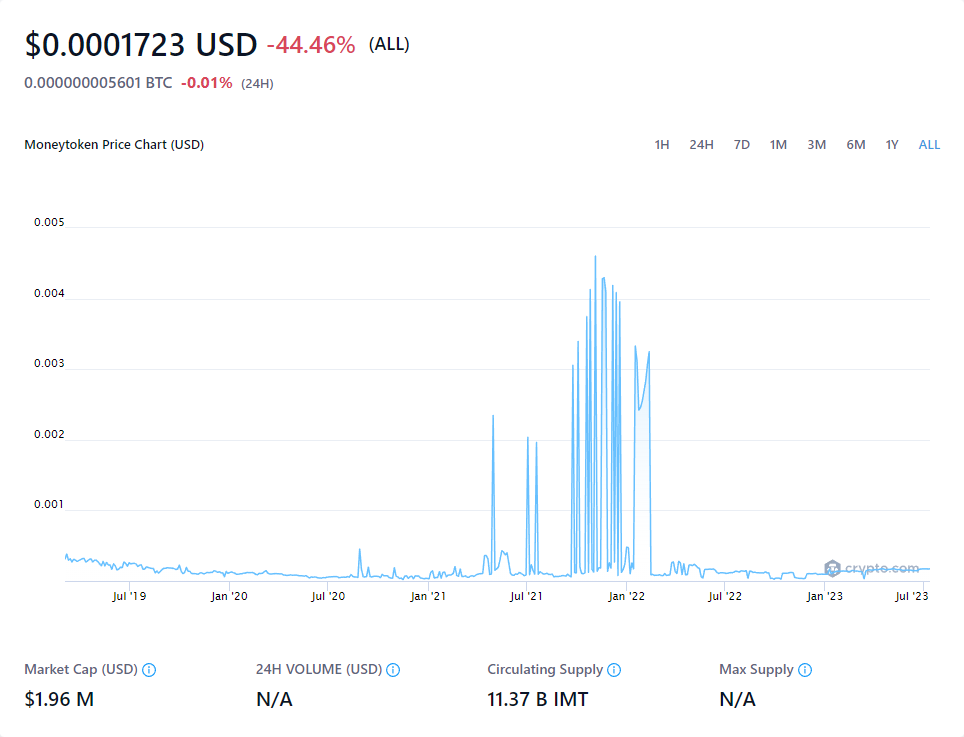 $0.0001723 USD -44.46% (ALL)
0.000000005601 BTC -0.01% (24H)
Moneytoken Price Chart (USD) 1H 24H 7D 1M 3M 6M 1Y ALL
0.005
0.004
0.003
0.002
0.001
crypto.com
Jul '19 Jan '20 Jul '20 Jan '21 Jul '21 Jan '22 Jul '22 Jan '23 Jul '23
Market Cap (USD) 24H VOLUME (USD) Circulating Supply Max Supply
$1.96 M N/A 11.37 B IMT N/A